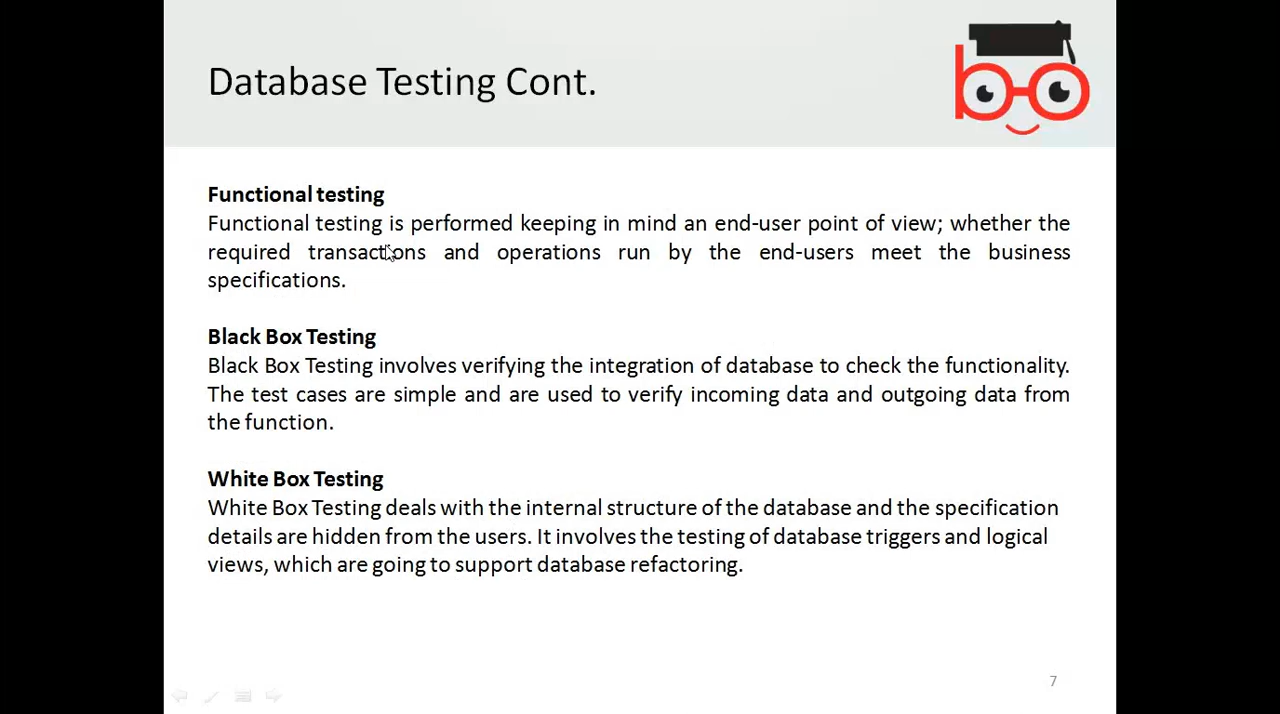 Database Testing Cont.
Functional testing
Functional testing is performed keeping in mind an end-user point of view; whether the
required transactions and operations run by the end-users meet the business
specifications.
Black Box Testing
Black Box Testing involves verifying the integration of database to check the functionality.
The test cases are simple and are used to verify incoming data and outgoing data from
the function.
White Box Testing
White Box Testing deals with the internal structure of the database and the specification
details are hidden from the users. It involves the testing of database triggers and logical
views, which are going to support database refactoring.
7